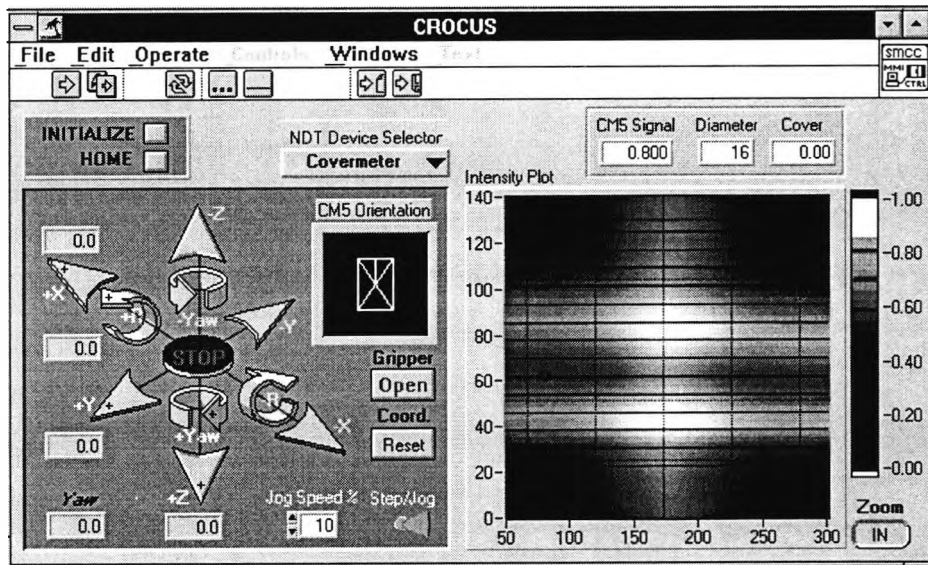 CROCUS
File Edit Operate Controls Windows Text
smcc
MMI
CTRL
INITIALIZE
HOME
NDT Device Selector
Covermeter
CM5 Signal Diameter Cover
0.800 16 0.00
Intensity Plot
-Z
CM5 Orientation
0.0
+X
-Yaw
-Y
0.0
STOP
Gripper
Open
+Y
R
+Yaw
-X
Coord.
Reset
0.0
+Z
Yaw
0.0
0.0
Jog Speed % Step/Jog
10
140-
120-
100-
80-
60-
40-
20-
0-
50 100 150 200 250 300
-1.00
-0.80
-0.60
-0.40
-0.20
-0.00
Zoom
IN